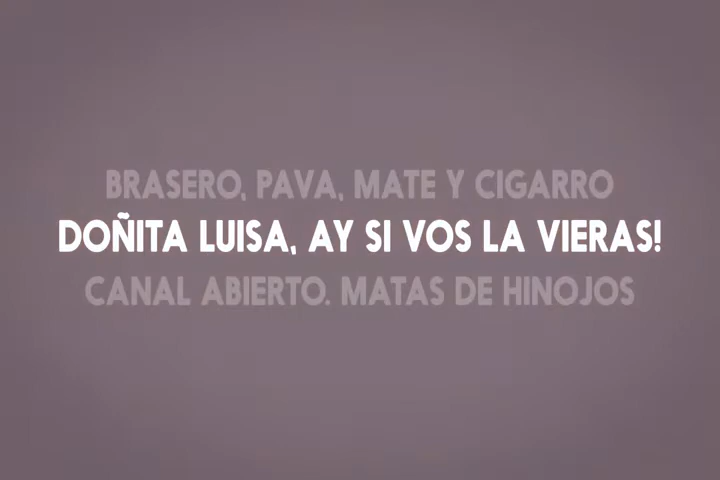 BRASERO, PAVA, MATE Y CIGARRO
DOÑITA LUISA, AY SI VOS LA VIERAS!
CANAL ABIERTO. MATAS DE HINOJOS